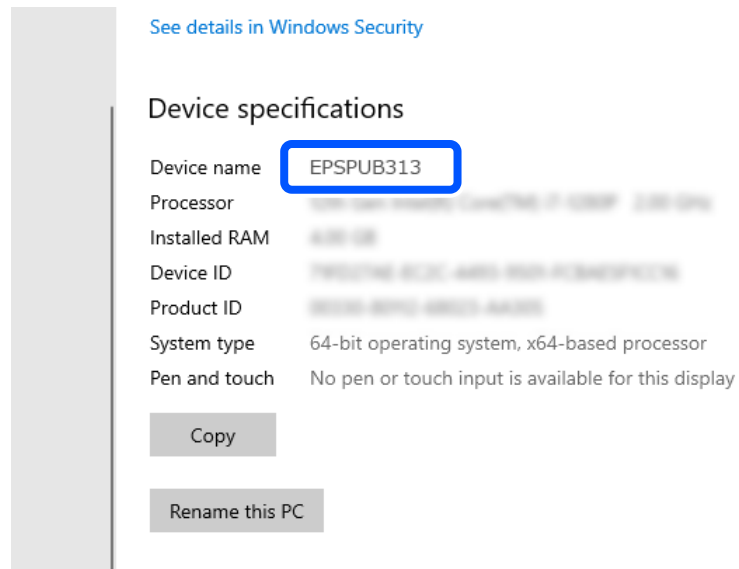 See details in Windows Security
Device specifications
Device name EPSPUB313
Processor
Installed RAM
Device ID
Product ID
System type 64-bit operating system, x64-based processor
Pen and touch No pen or touch input is available for this display
Copy
Rename this PC